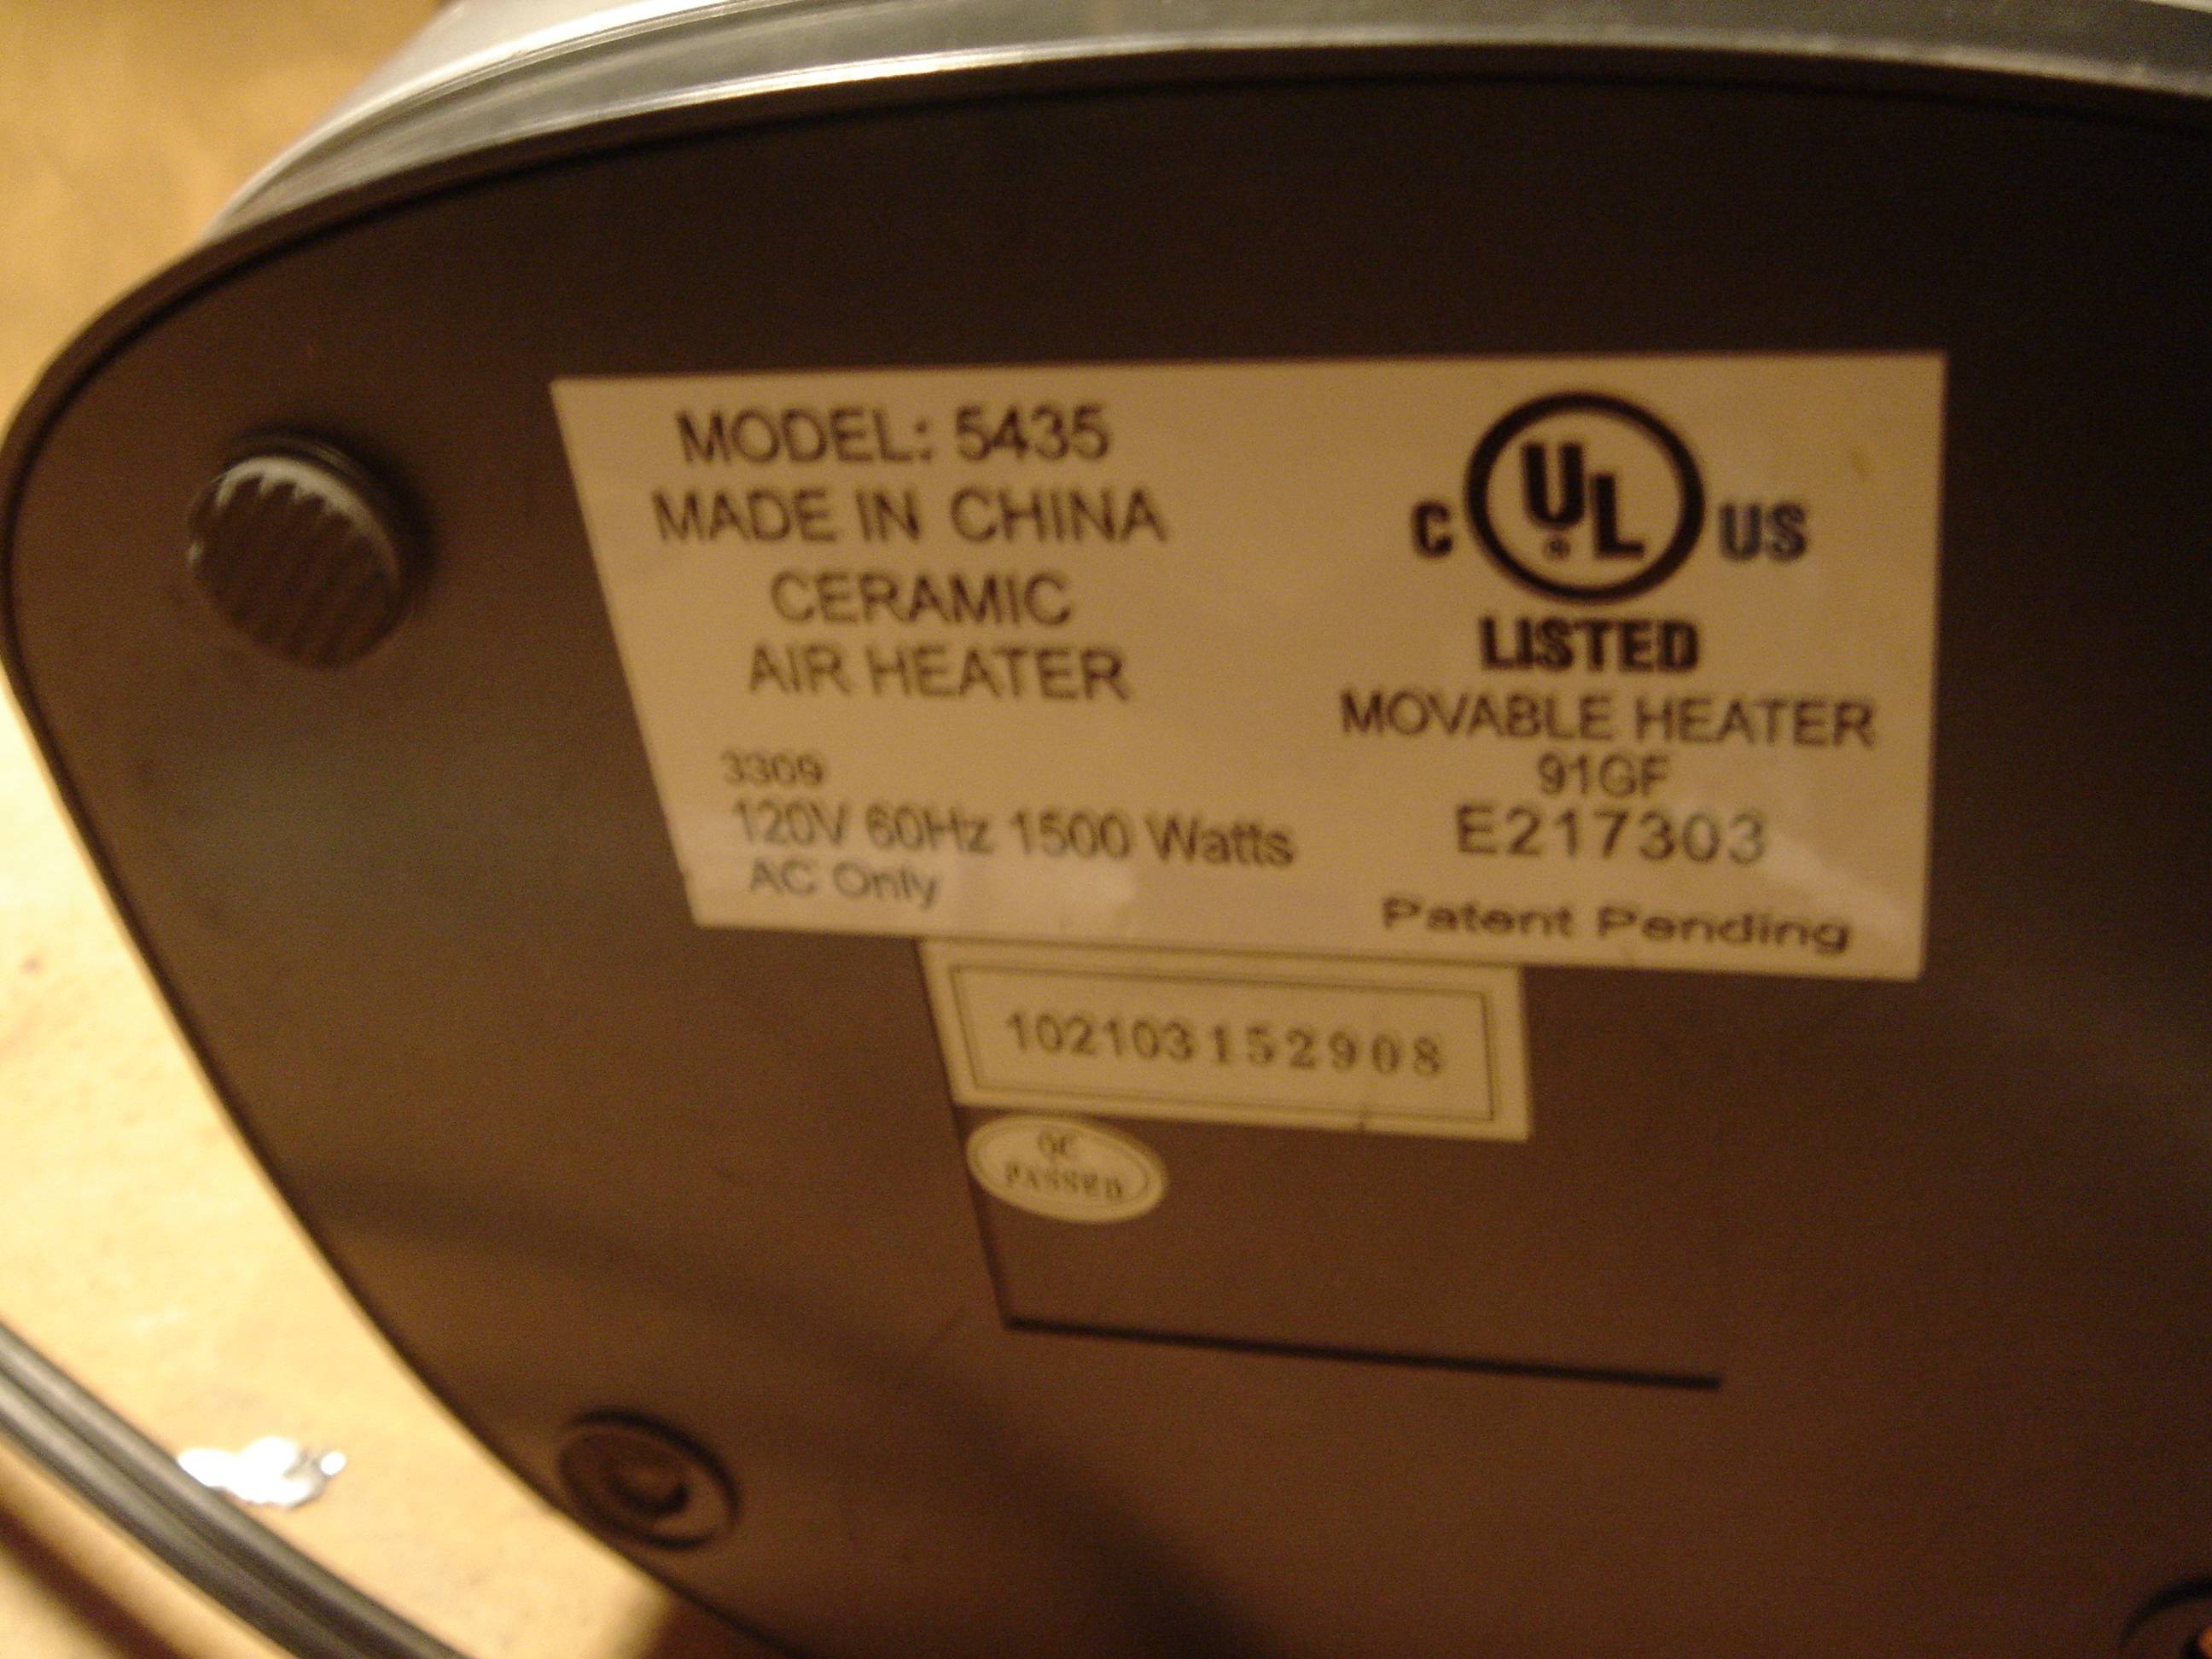 MODEL: 5435
MADE IN CHINA
CERAMIC
AIR HEATER
3309
120V 60Hz 1500 Watts
AC Only
C UL US
®
LISTED
MOVABLE HEATER
91GF
E217303
Patent Pending
102103152908
QC
PASSED